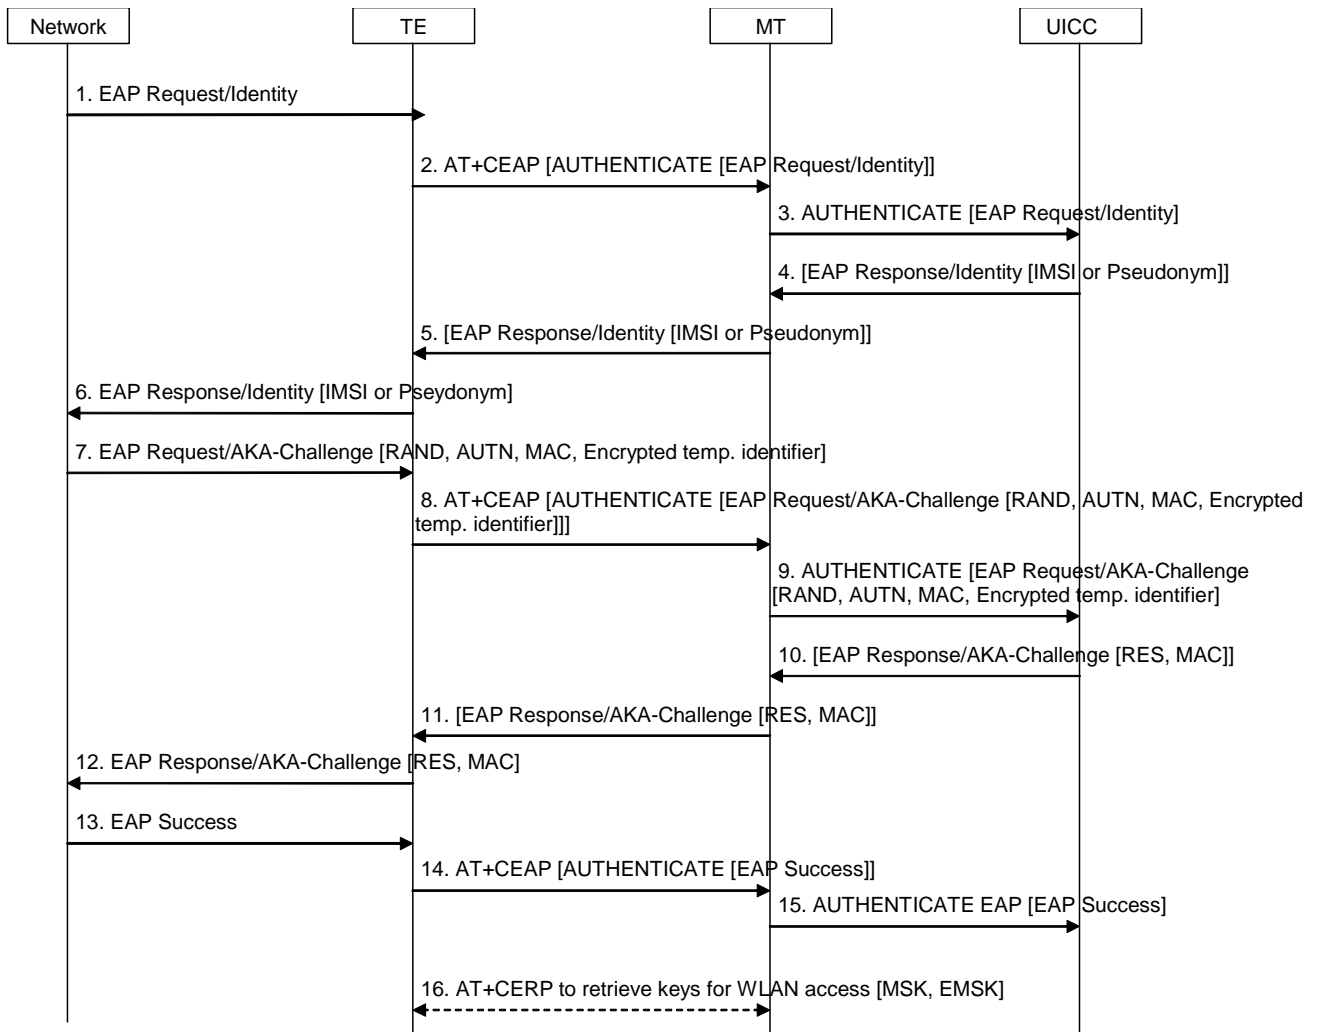 Network
TE
MT
UICC
1. EAP Request/Identity
2. AT+CEAP [AUTHENTICATE [EAP Request/Identity]]
3. AUTHENTICATE [EAP Request/Identity]
4. [EAP Response/Identity [IMSI or Pseudonym]]
5. [EAP Response/Identity [IMSI or Pseudonym]]
6. EAP Response/Identity [IMSI or Pseydonym]
7. EAP Request/AKA-Challenge [RAND, AUTN, MAC, Encrypted temp. identifier]
8. AT+CEAP [AUTHENTICATE [EAP Request/AKA-Challenge [RAND, AUTN, MAC, Encrypted
temp. identifier]]]
9. AUTHENTICATE [EAP Request/AKA-Challenge
[RAND, AUTN, MAC, Encrypted temp. identifier]
10. [EAP Response/AKA-Challenge [RES, MAC]]
11. [EAP Response/AKA-Challenge [RES, MAC]]
12. EAP Response/AKA-Challenge [RES, MAC]
13. EAP Success
14. AT+CEAP [AUTHENTICATE [EAP Success]]
15. AUTHENTICATE EAP [EAP Success]
16. AT+CERP to retrieve keys for WLAN access [MSK, EMSK]